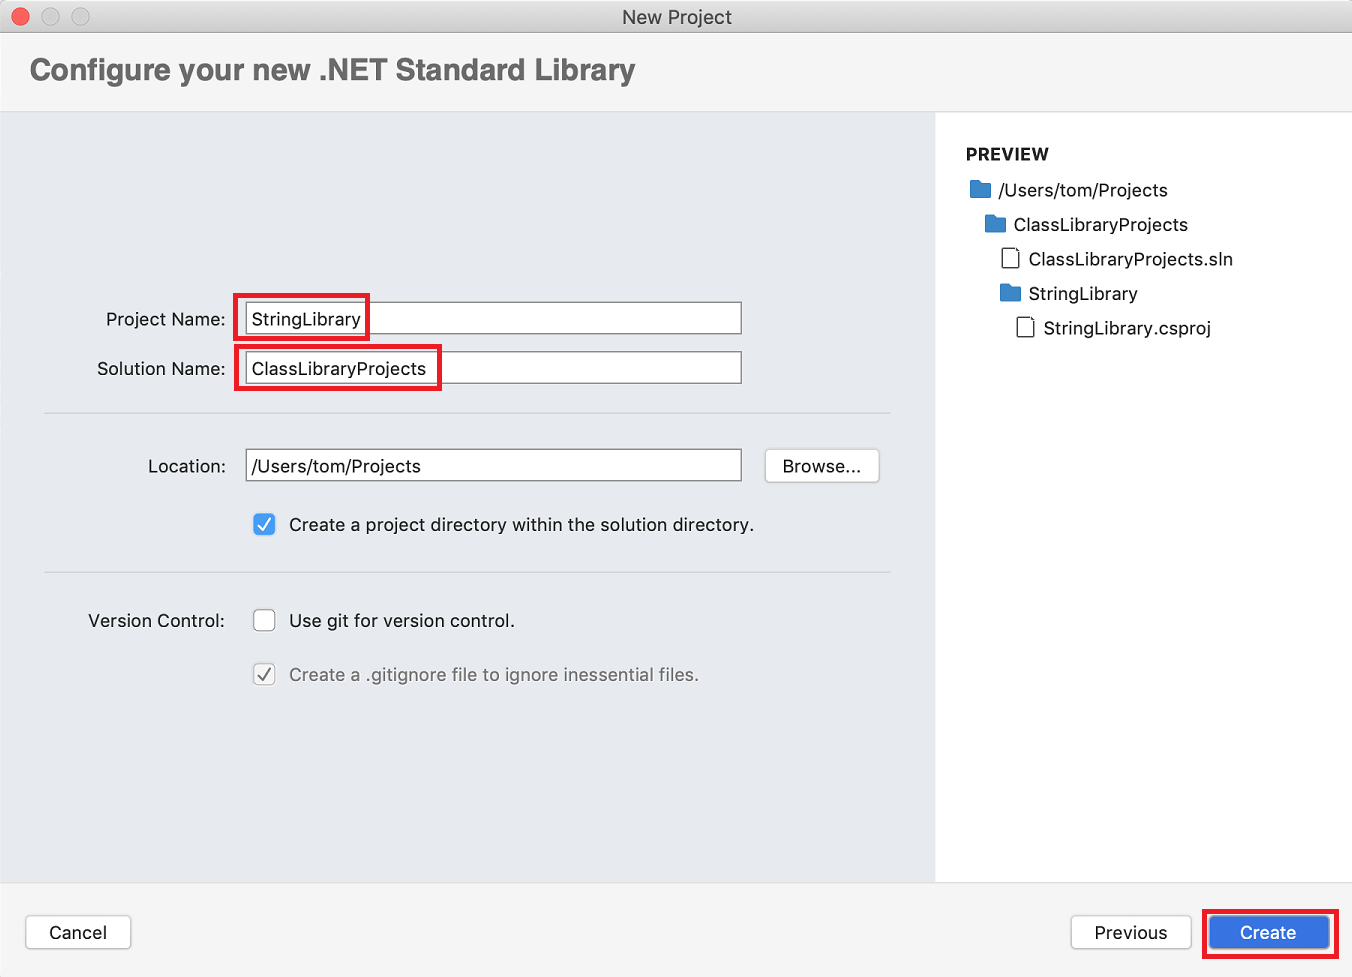 New Project
Configure your new .NET Standard Library
Project Name: StringLibrary
Solution Name: ClassLibraryProjects
Location: /Users/tom/Projects Browse...
Create a project directory within the solution directory.
Version Control: Use git for version control.
Create a .gitignore file to ignore inessential files.
PREVIEW
/Users/tom/Projects
ClassLibraryProjects
ClassLibraryProjects.sln
StringLibrary
StringLibrary.csproj
Cancel Previous Create